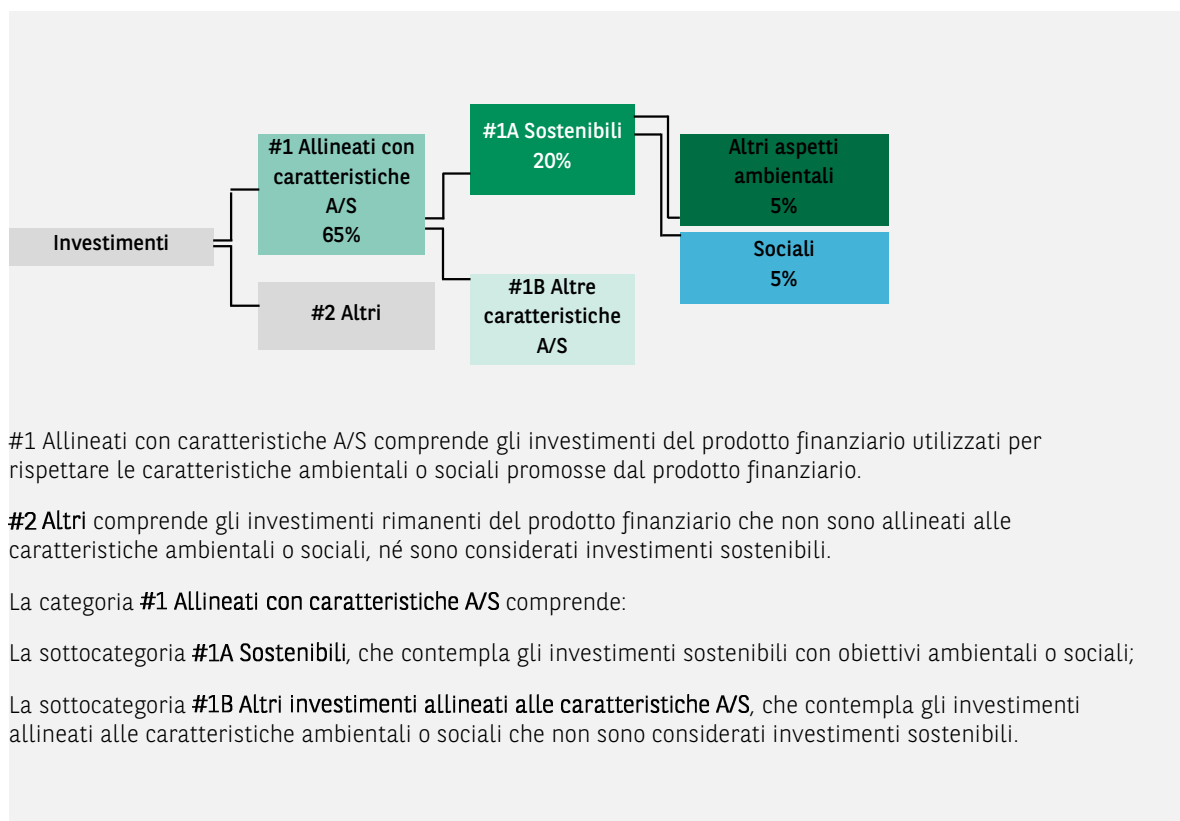 Investimenti
#1 Allineati con
caratteristiche
A/S
65%
#2 Altri
#1A Sostenibili
20%
#1B Altre
caratteristiche
A/S
Altri aspetti
ambientali
5%
Sociali
5%
#1 Allineati con caratteristiche A/S comprende gli investimenti del prodotto finanziario utilizzati per
rispettare le caratteristiche ambientali o sociali promosse dal prodotto finanziario.
#2 Altri comprende gli investimenti rimanenti del prodotto finanziario che non sono allineati alle
caratteristiche ambientali o sociali, né sono considerati investimenti sostenibili.
La categoria #1 Allineati con caratteristiche A/S comprende:
La sottocategoria #1A Sostenibili, che contempla gli investimenti sostenibili con obiettivi ambientali o sociali;
La sottocategoria #1B Altri investimenti allineati alle caratteristiche A/S, che contempla gli investimenti
allineati alle caratteristiche ambientali o sociali che non sono considerati investimenti sostenibili.